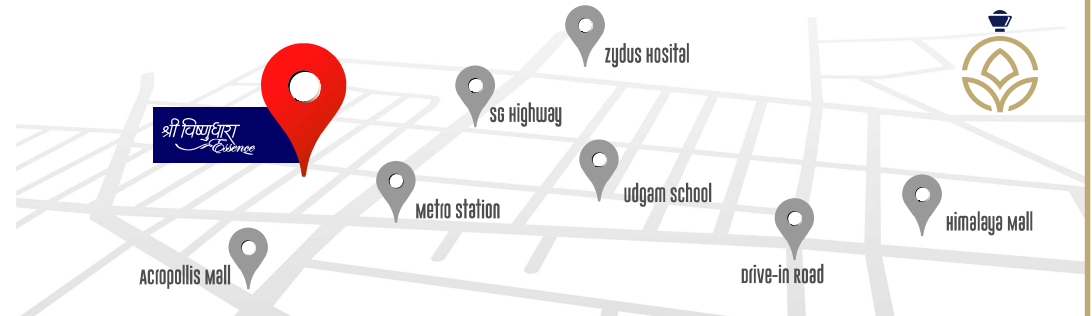 Zydus Hosital
SG Highway
श्री विष्णुधारा
Essence
Udgam School
Metro Station
Himalaya Mall
Acropollis Mall
Drive-in Road